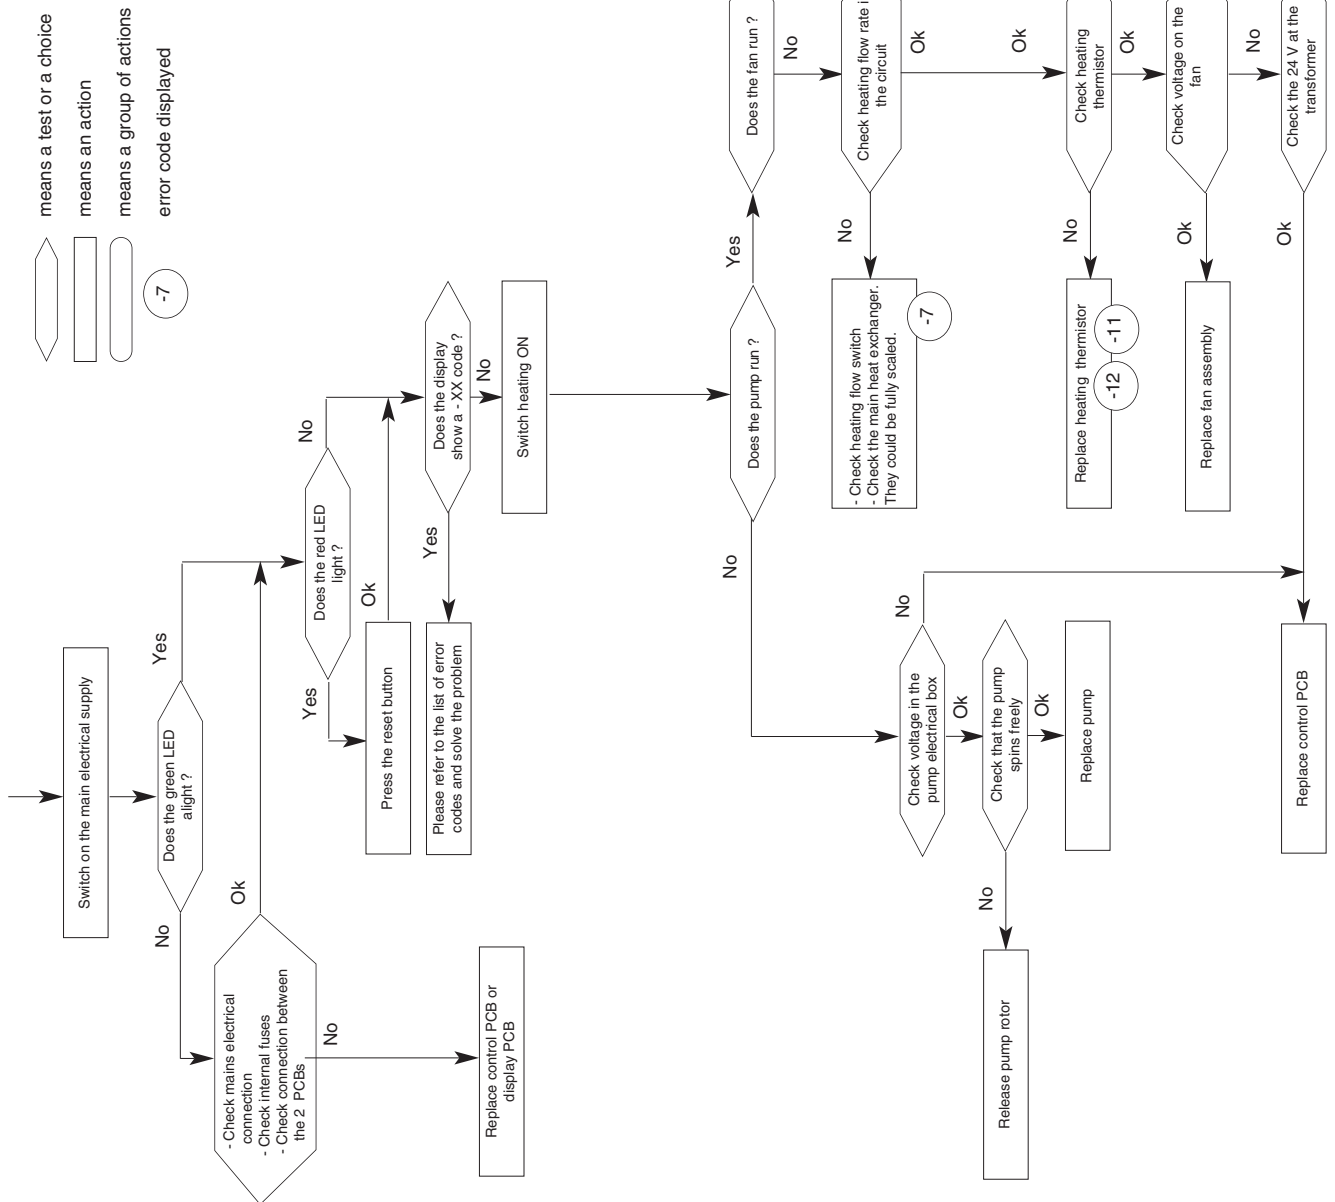 means a test or a choice
means an action
means a group of actions
-7
error code displayed
Switch on the main electrical supply
Does the green LED
alight ?
Yes
No
- Check mains electrical
connection
- Check internal fuses
- Check connection between
the 2 PCBs
Ok
No
Replace control PCB or
display PCB
Does the red LED
light ?
No
Yes
Press the reset button
Ok
Does the display
show a - XX code ?
Yes
No
Please refer to the list of error
codes and solve the problem
Switch heating ON
Does the pump run ?
Yes
No
Does the fan run ?
No
Check heating flow rate i
the circuit
No
Ok
- Check heating flow switch
- Check the main heat exchanger.
They could be fully scaled.
-7
Check voltage in the
pump electrical box
No
Ok
Check that the pump
spins freely
No
Ok
Release pump rotor
Replace pump
Ok
Check heating
thermistor
No
Ok
Replace heating thermistor
-12
-11
Check voltage on the
fan
Ok
No
Replace fan assembly
Check the 24 V at the
transformer
Ok
Replace control PCB